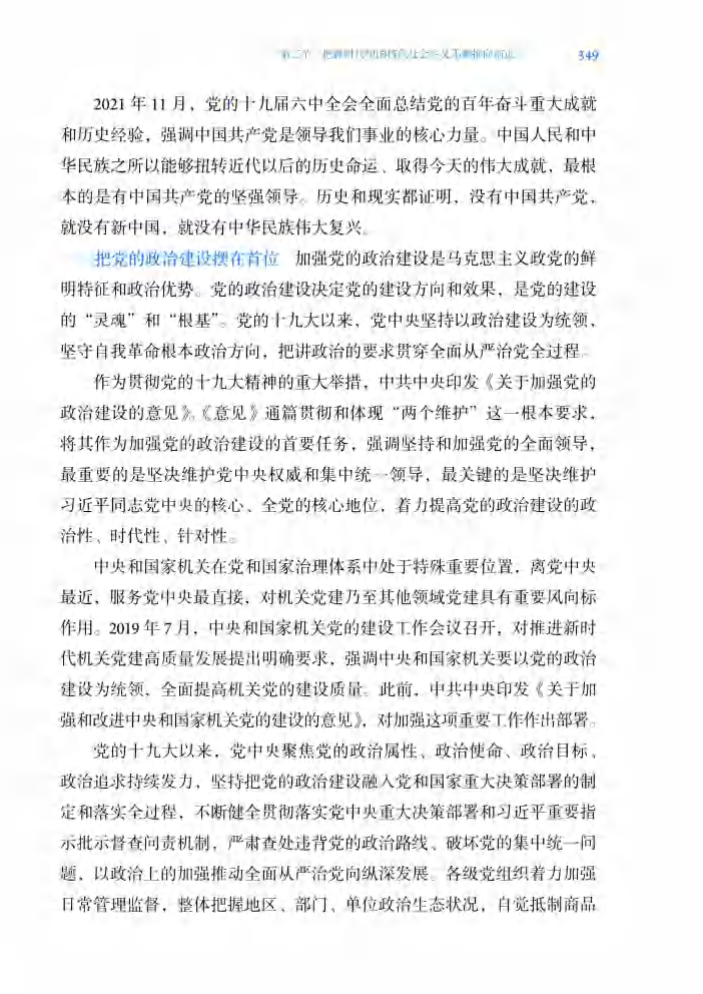 349
2021年11月，党的十九届六中全会全面总结党的百年奋斗重大成就
和历史经验，强调中国共产党是领导我们事业的核心力量。中国人民和中
华民族之所以能够扭转近代以后的历史命运、取得今天的伟大成就，最根
本的是有中国共产党的坚强领导。历史和现实都证明，没有中国共产党，
就没有新中国，就没有中华民族伟大复兴。
把党的政治建设摆在首位　加强党的政治建设是马克思主义政党的鲜
明特征和政治优势。党的政治建设决定党的建设方向和效果，是党的建设
的“灵魂”和“根基”。党的十九大以来，党中央坚持以政治建设为统领，
坚守自我革命根本政治方向，把讲政治的要求贯穿全面从严治党全过程。
作为贯彻党的十九大精神的重大举措，中共中央印发《关于加强党的
政治建设的意见》。《意见》通篇贯彻和体现“两个维护”这一根本要求，
将其作为加强党的政治建设的首要任务，强调坚持和加强党的全面领导，
最重要的是坚决维护党中央权威和集中统一领导，最关键的是坚决维护
习近平同志党中央的核心、全党的核心地位，着力提高党的政治建设的政
治性、时代性、针对性。
中央和国家机关在党和国家治理体系中处于特殊重要位置，离党中央
最近，服务党中央最直接，对机关党建乃至其他领域党建具有重要风向标
作用。2019年7月，中央和国家机关党的建设工作会议召开，对推进新时
代机关党建高质量发展提出明确要求，强调中央和国家机关要以党的政治
建设为统领，全面提高机关党的建设质量。此前，中共中央印发《关于加
强和改进中央和国家机关党的建设的意见》，对加强这项重要工作作出部署。
党的十九大以来，党中央聚焦党的政治属性、政治使命、政治目标、
政治追求持续发力，坚持把党的政治建设融入党和国家重大决策部署的制
定和落实全过程，不断健全贯彻落实党中央重大决策部署和习近平重要指
示批示督查问责机制，严肃查处违背党的政治路线、破坏党的集中统一问
题，以政治上的加强推动全面从严治党向纵深发展。各级党组织着力加强
日常管理监督，整体把握地区、部门、单位政治生态状况，自觉抵制商品